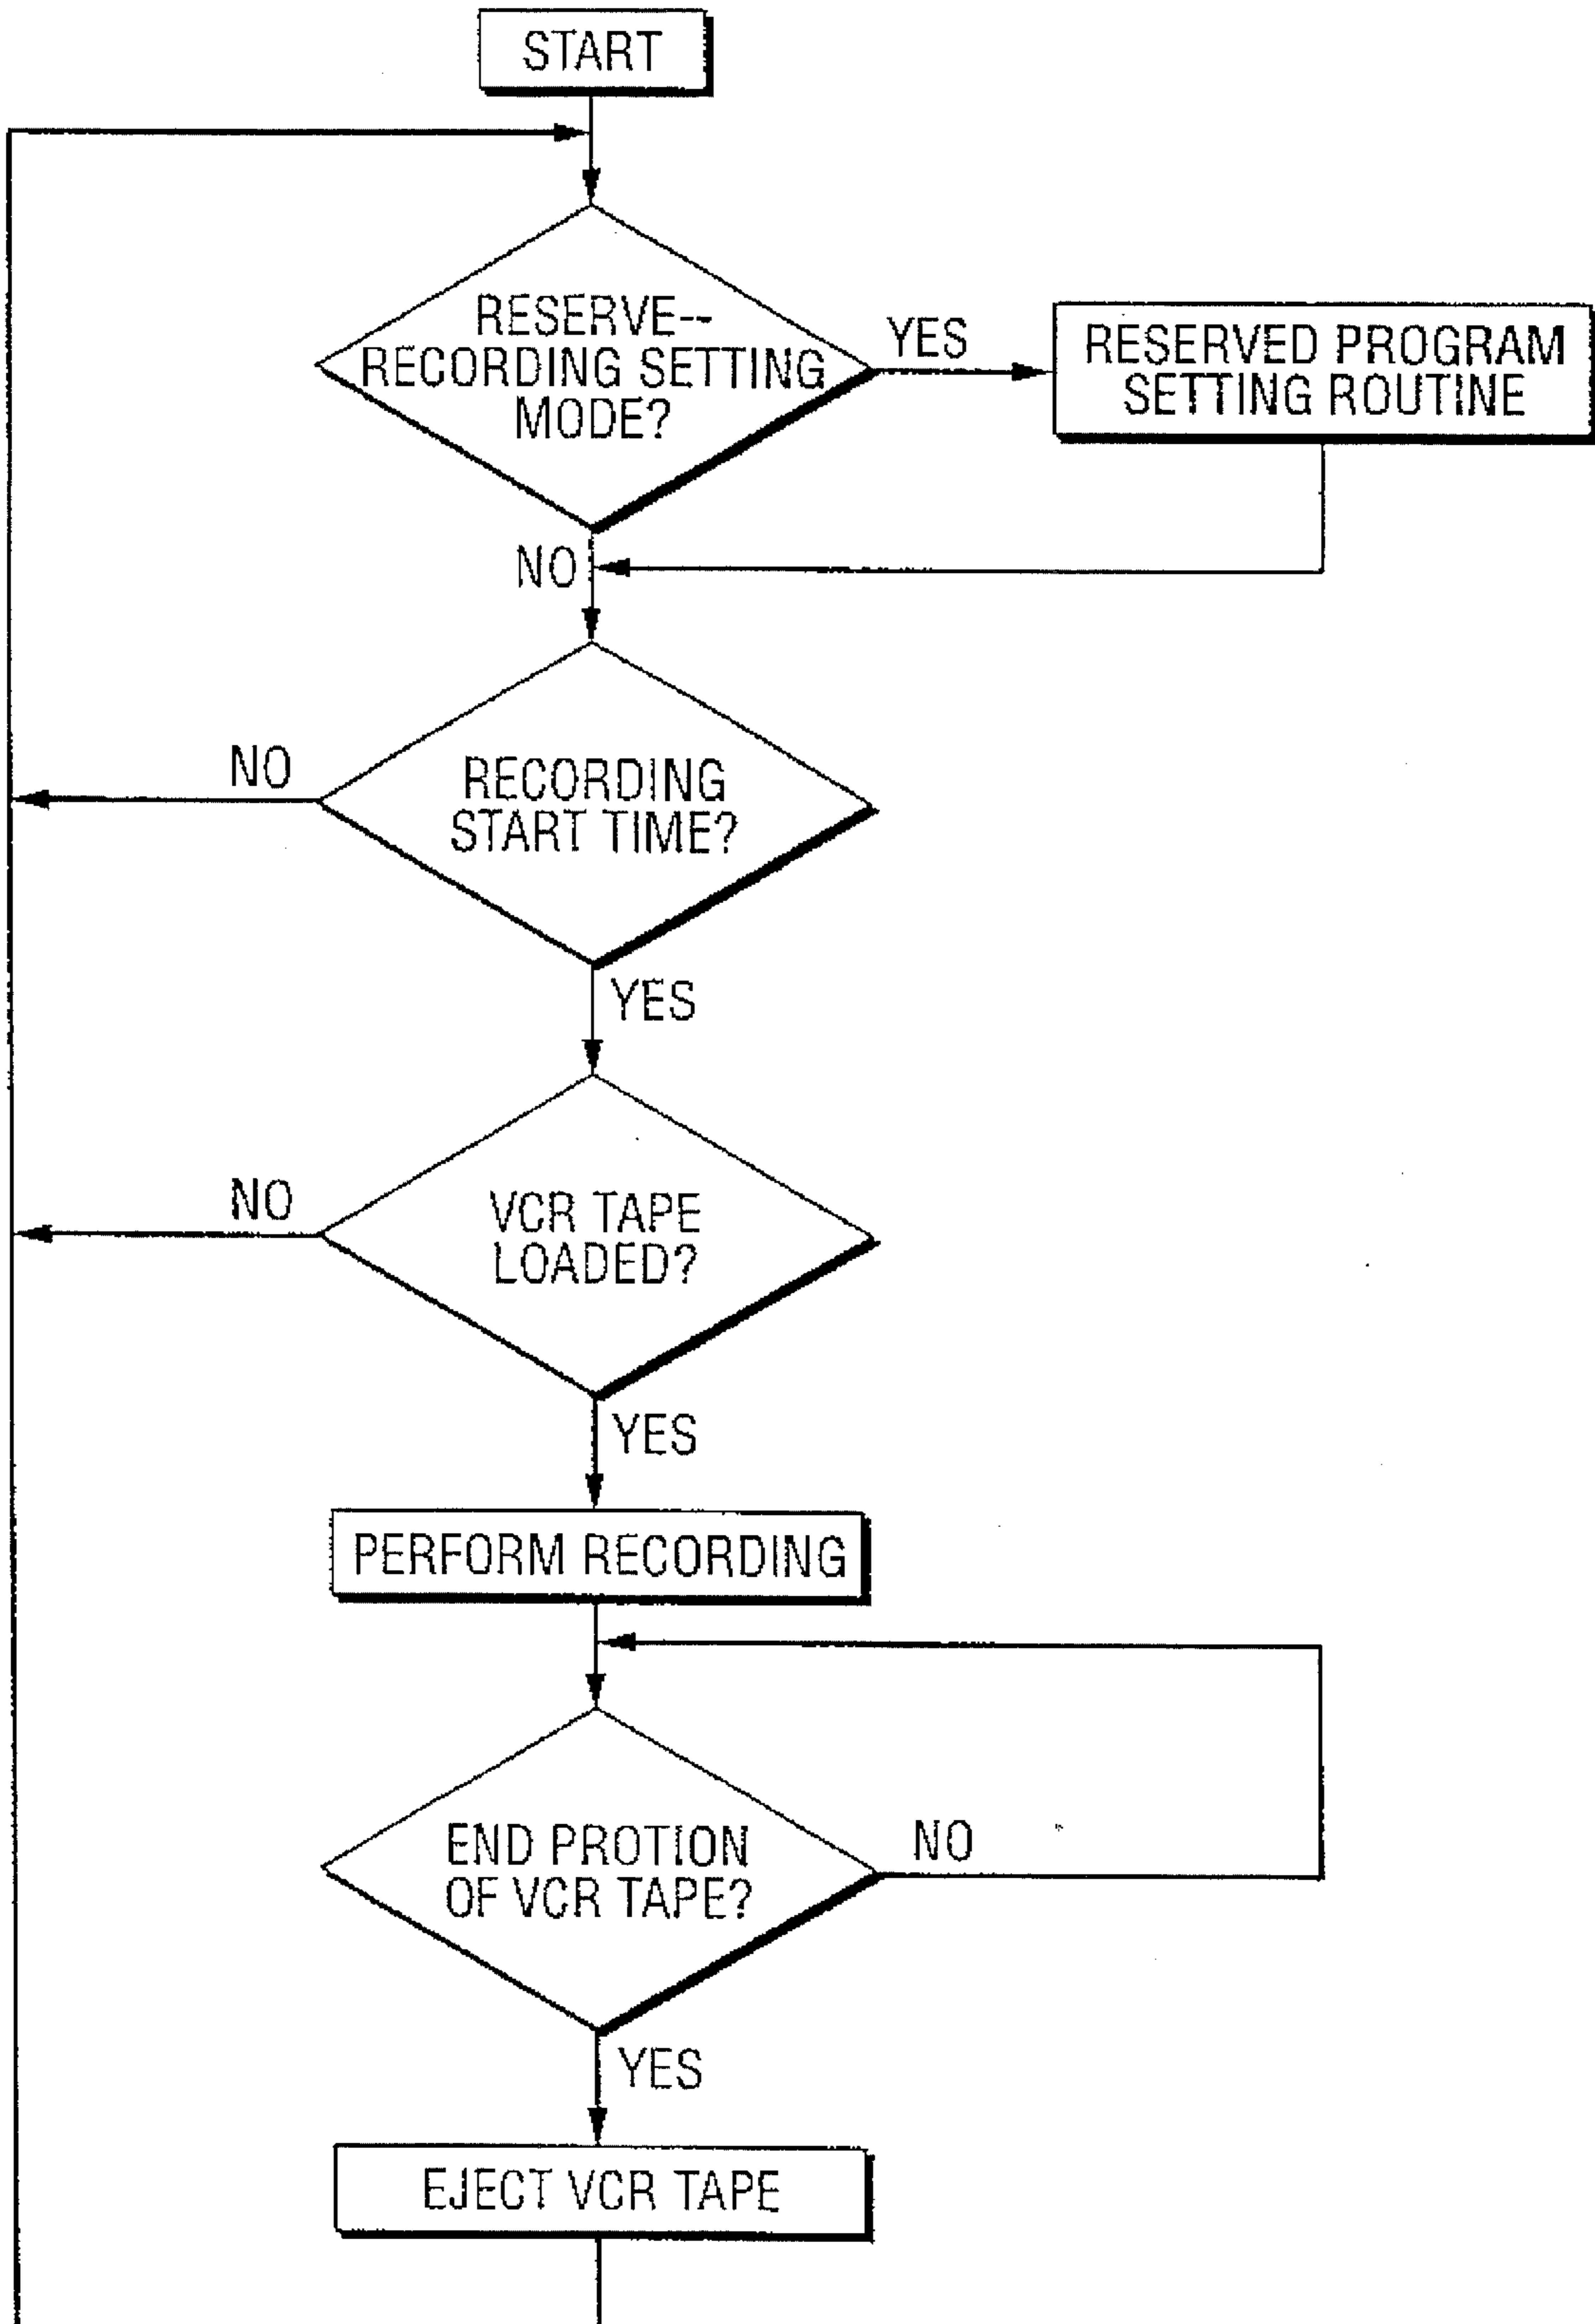 START
RESERVE--
RECORDING SETTING
MODE?
YES
RESERVED PROGRAM
SETTING ROUTINE
NO
NO
RECORDING
START TIME?
YES
NO
VCR TAPE
LOADED?
YES
PERFORM RECORDING
END PROTION
OF VCR TAPE?
NO
YES
EJECT VCR TAPE